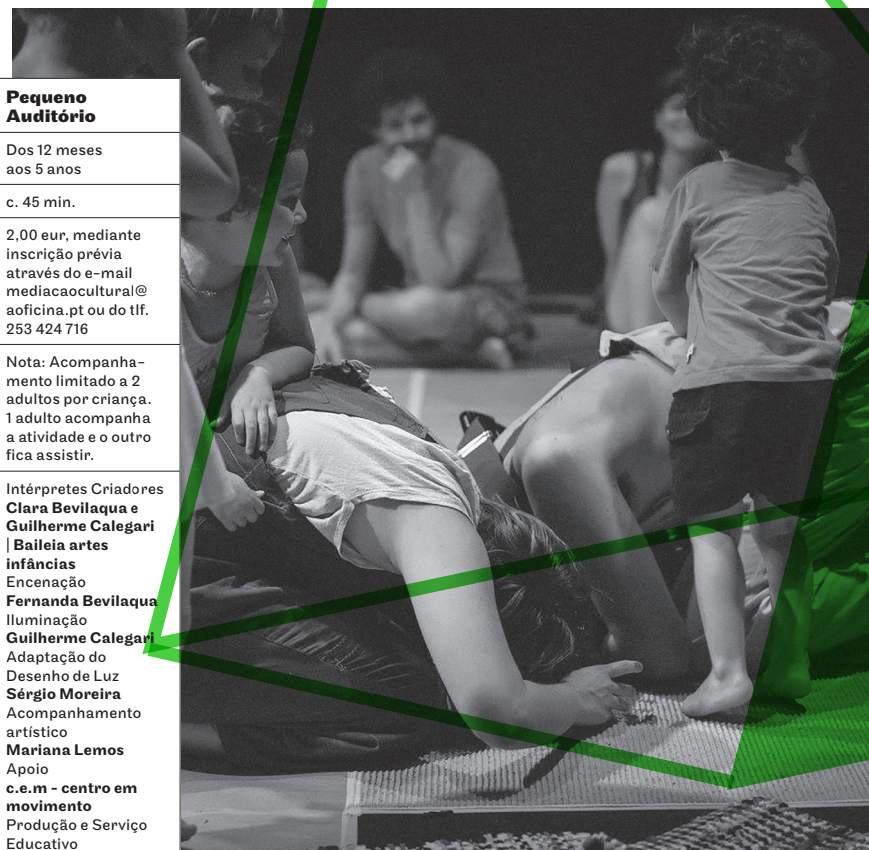 Pequeno
Auditório
Dos 12 meses
aos 5 anos
c. 45 min.
2,00 eur, mediante
inscrição prévia
através do e-mail
mediacaocultural@
aoficina.pt ou do tlf.
253 424 716
Nota: Acompanha-
mento limitado a 2
adultos por criança.
1 adulto acompanha
a atividade e o outro
fica assistir.
Intérpretes Criadores
Clara Bevilaqua e
Guilherme Calegari
| Baileia artes
infâncias
Encenação
Fernanda Bevilaqua
Iluminação
Guilherme Calegari
Adaptação do
Desenho de Luz
Sérgio Moreira
Acompanhamento
artístico
Mariana Lemos
Apoio
c.e.m - centro em
movimento
Produção e Serviço
Educativo